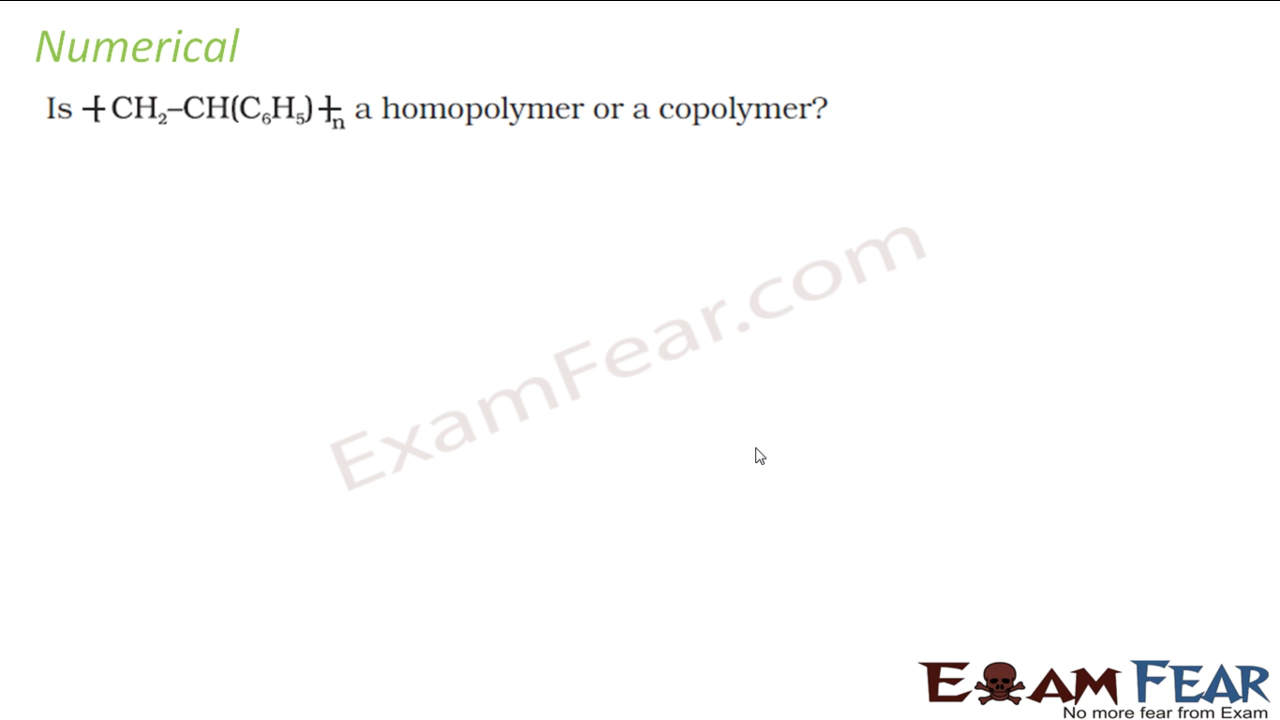 Numerical
Is ⁅CH₂–CH(C₆H₅)⁆ₙ a homopolymer or a copolymer?
ExamFear.com
EXAM FEAR
No more fear from Exam